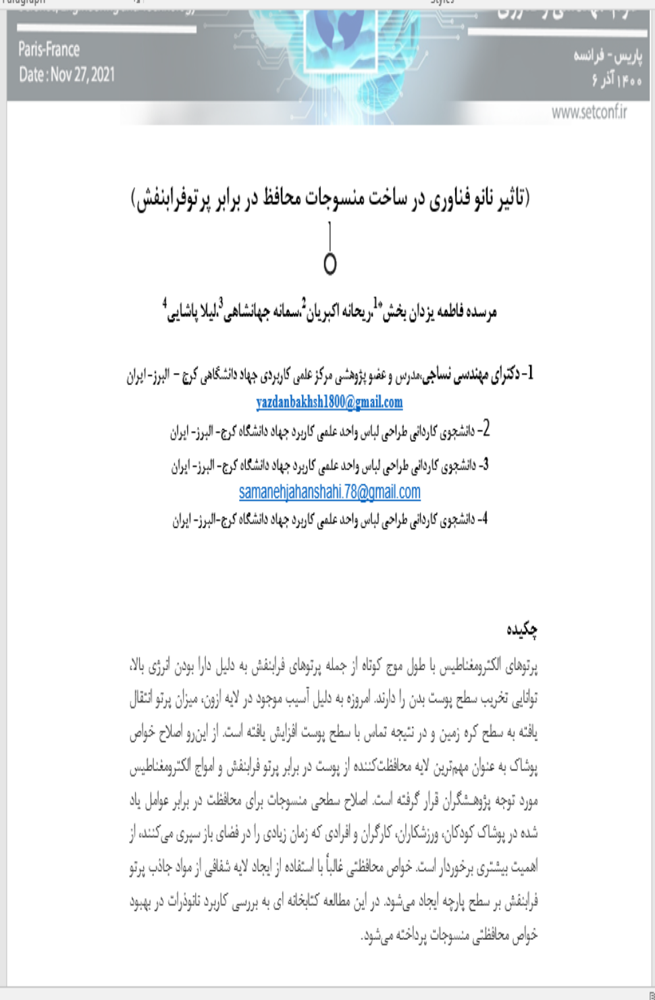 Paragraph
Styles
علوم مهندسی و فناوری
Paris-France
Date : Nov 27, 2021
پاریس - فرانسه
۶ آذر ۱۴۰۰
www.setconf.ir
(تاثیر نانو فناوری در ساخت منسوجات محافظ در برابر پرتوفرابنفش)
مرسده فاطمه یزدان بخش*1،ریحانه اکبریان2،سمانه جهانشاهی3،لیلا پاشایی4
1- دکترای مهندسی نساجی،مدرس و عضو پژوهشی مرکز علمی کاربردی جهاد دانشگاهی کرج – البرز- ایران
yazdanbakhsh1800@gmail.com
2- دانشجوی کاردانی طراحی لباس واحد علمی کاربرد جهاد دانشگاه کرج- البرز- ایران
3- دانشجوی کاردانی طراحی لباس واحد علمی کاربرد جهاد دانشگاه کرج- البرز- ایران
samanehjahanshahi.78@gmail.com
4- دانشجوی کاردانی طراحی لباس واحد علمی کاربرد جهاد دانشگاه کرج-البرز- ایران
چکیده
پرتوهای الکترومغناطیس با طول موج کوتاه از جمله پرتوهای فرابنفش به دلیل دارا بودن انرژی بالا،
توانایی تخریب سطح پوست بدن را دارند. امروزه به دلیل آسیب موجود در لایه ازون، میزان پرتو انتقال
یافته به سطح کره زمین و در نتیجه تماس با سطح پوست افزایش یافته است. از این‌رو اصلاح خواص
پوشاک به عنوان مهم‌ترین لایه محافظت‌کننده از پوست در برابر پرتو فرابنفش و امواج الکترومغناطیس
مورد توجه پژوهـشگران قرار گرفته است. اصلاح سطحی منسوجات برای محافظت در برابر عوامل یاد
شده در پوشاک کودکان، ورزشکاران، کارگران و افرادی که زمان زیادی را در فضای باز سپری می‌کنند، از
اهمیت بیشتری برخوردار است. خواص محافظتی غالباً با استفاده از ایجاد لایه شفافی از مواد جاذب پرتو
فرابنفش بر سطح پارچه ایجاد می‌شود. در این مطالعه کتابخانه ای به بررسی کاربرد نانوذرات در بهبود
خواص محافظتی منسوجات پرداخته می‌شود.